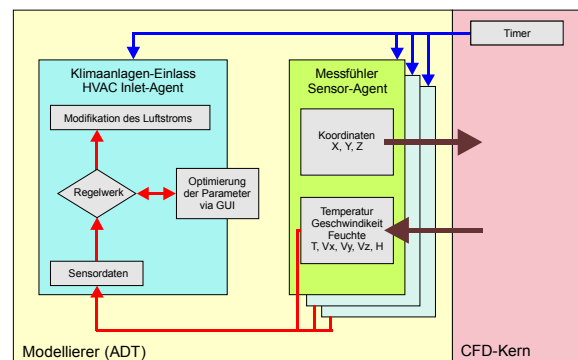 Timer
Klimaanlagen-Einlass
HVAC Inlet-Agent
Modifikation des Luftstroms
Regelwerk
Optimierung
der Parameter
via GUI
Sensordaten
Messfühler
Sensor-Agent
Koordinaten
X, Y, Z
Temperatur
Geschwindikeit
Feuchte
T, Vx, Vy, Vz, H
Modellierer (ADT)
CFD-Kern